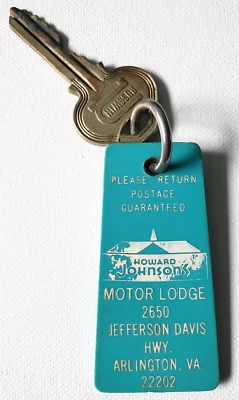 PLEASE RETURN
POSTAGE
GUARANTEED
HOWARD
JOHNSON'S
MOTOR LODGE
2650
JEFFERSON DAVIS
HWY.
ARLINGTON, VA.
22202